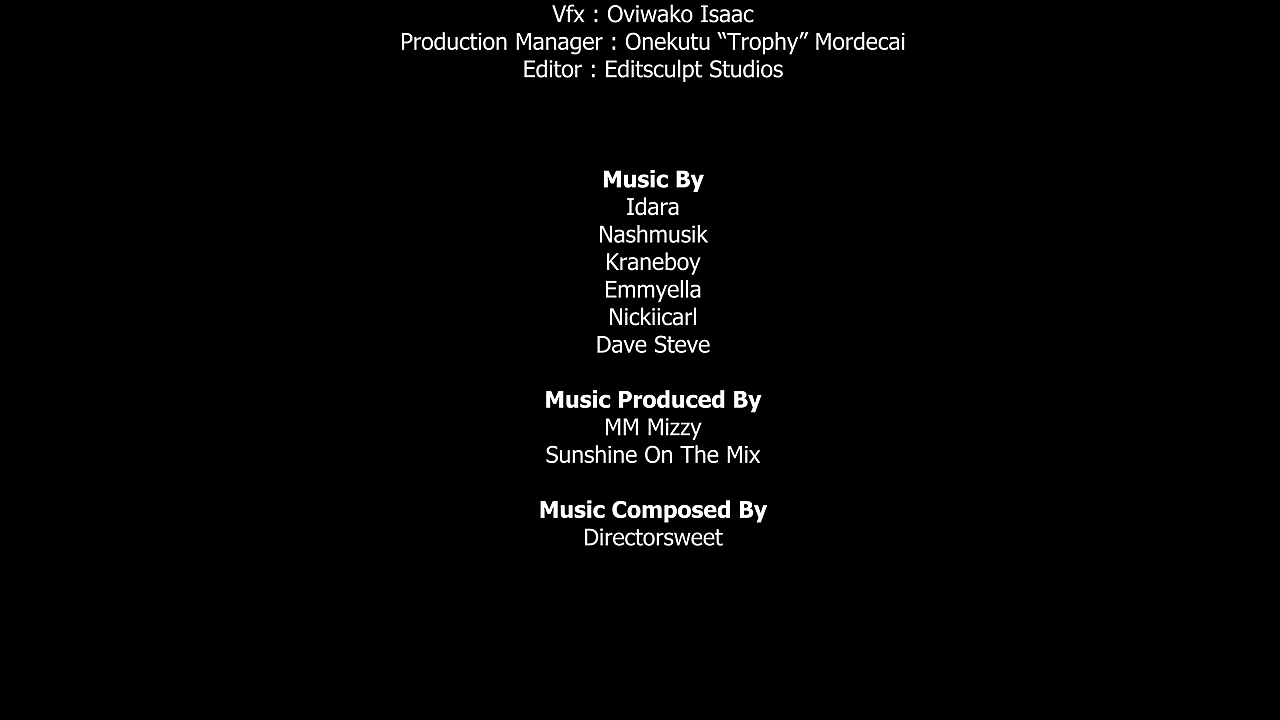 Vfx : Oviwako Isaac
Production Manager : Onekutu “Trophy” Mordecai
Editor : Editsculpt Studios
Music By
Idara
Nashmusik
Kraneboy
Emmyella
Nickiicarl
Dave Steve
Music Produced By
MM Mizzy
Sunshine On The Mix
Music Composed By
Directorsweet